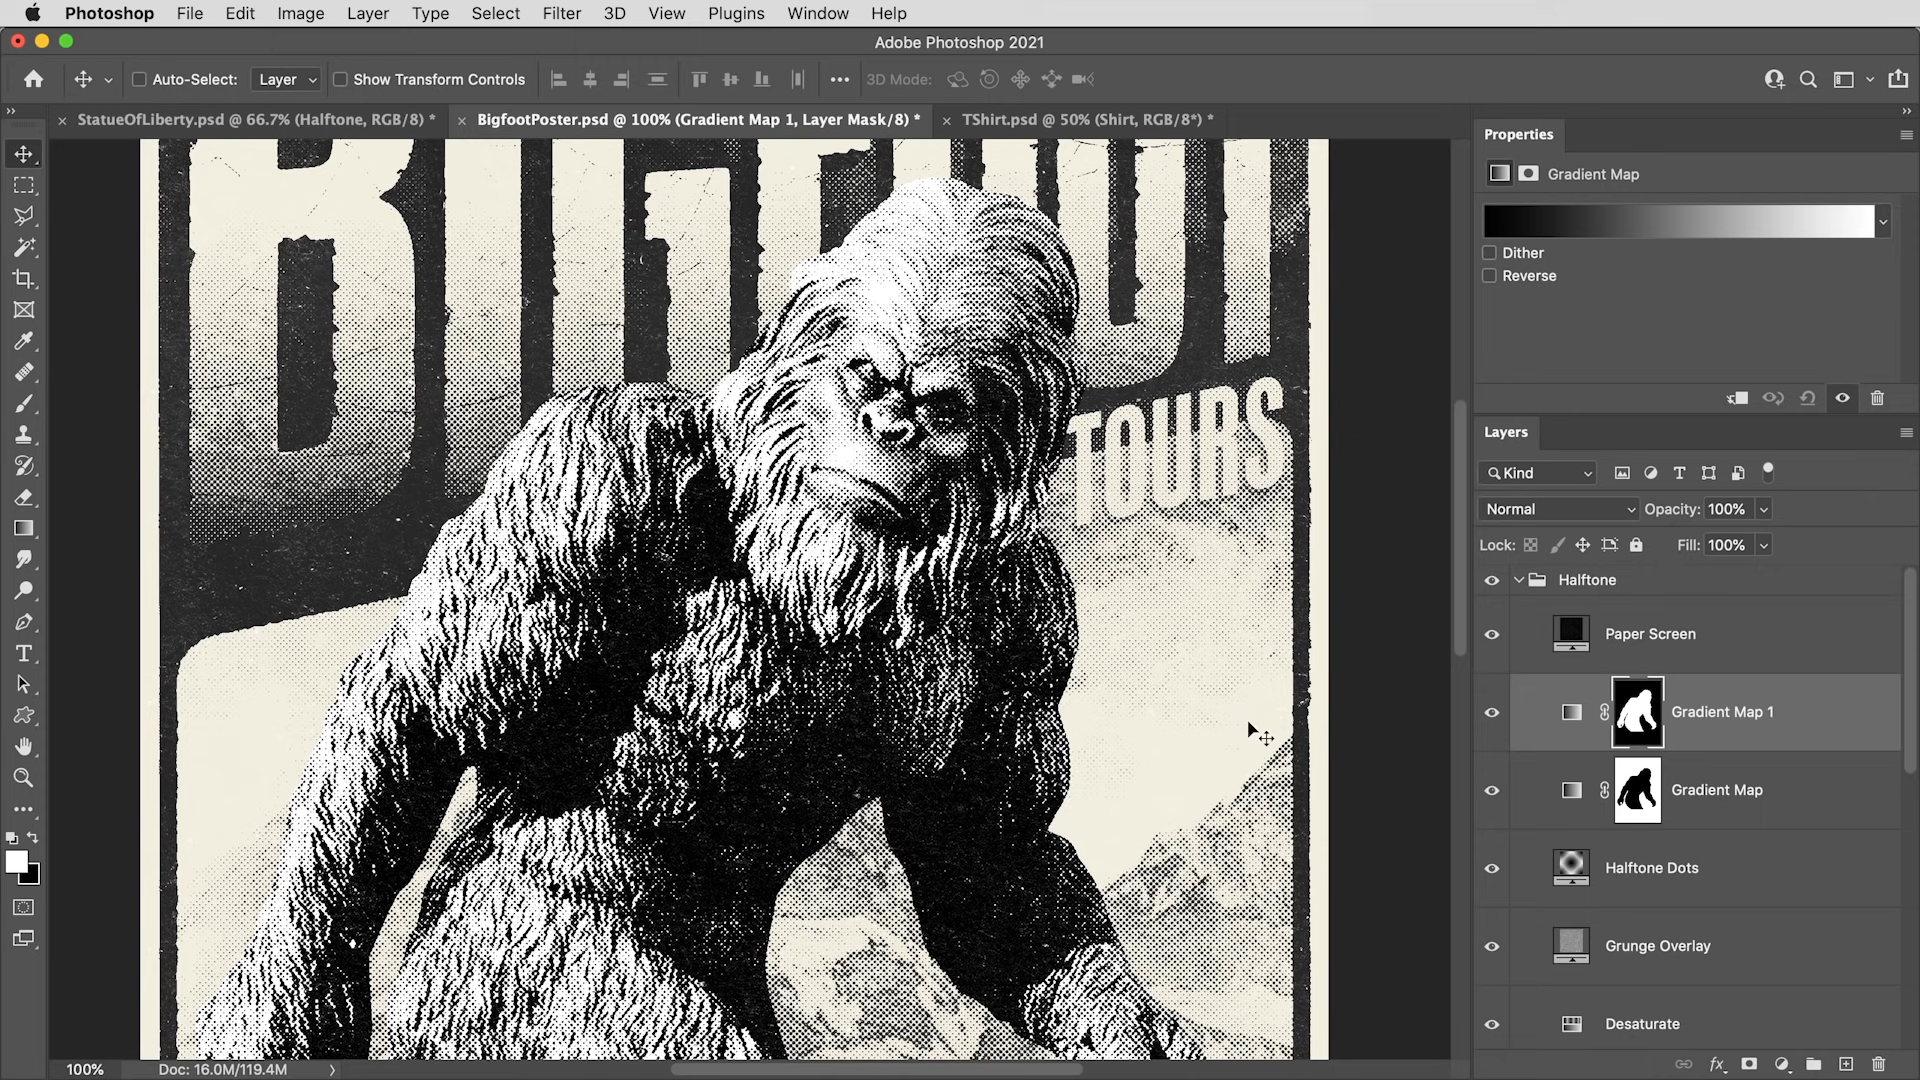 Photoshop File Edit Image Layer Type Select Filter 3D View Plugins Window Help
Adobe Photoshop 2021
Auto-Select: Layer Show Transform Controls 3D Mode:
StatueOfLiberty.psd @ 66.7% (Halftone, RGB/8) * BigfootPoster.psd @ 100% (Gradient Map 1, Layer Mask/8) * TShirt.psd @ 50% (Shirt, RGB/8*) *
TOURS
Properties
Gradient Map
Dither
Reverse
Layers
Kind
Normal Opacity: 100%
Lock: Fill: 100%
Halftone
Paper Screen
Gradient Map 1
Gradient Map
Halftone Dots
Grunge Overlay
Desaturate
100% Doc: 16.0M/119.4M